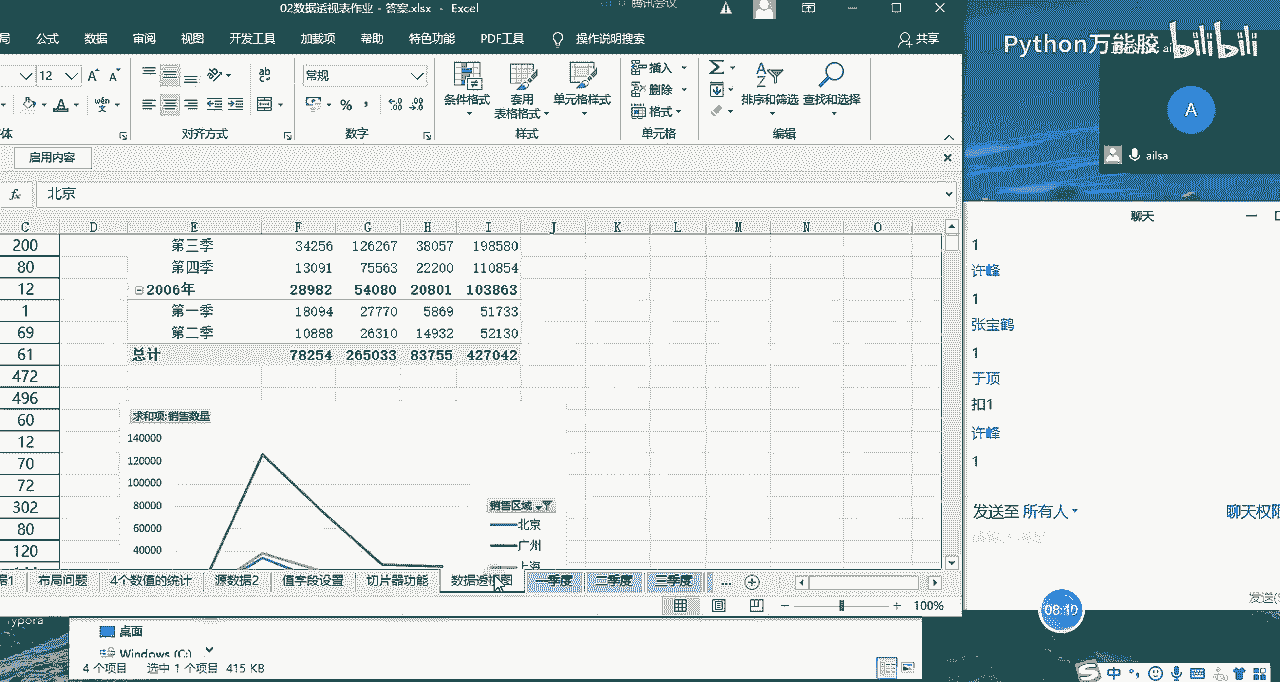 02数据透视表作业 - 答案.xlsx - Excel
腾讯会议
公式 数据 审阅 视图 开发工具 加载项 帮助 特色功能 PDF工具 操作说明搜索 共享
Python万能胶 bilibili
12
常规
条件格式
套用
表格格式
单元格样式
插入
删除
格式
排序和筛选 查找和选择
对齐方式 数字 样式 单元格 编辑
启用内容
A
ailsa
fx 北京
聊天
C D E F G H I J K L M N O
200 第三季 34256 126267 38057 198580
80 第四季 13091 75563 22200 110854
12 2006年 28982 54080 20801 103863
1 第一季 18094 27770 5869 51733
69 第二季 10888 26310 14932 52130
61 总计 78254 265033 83755 427042
472
496
60
12
70
72
302
80
120
求和项:销售数量
140000
120000
100000
80000
60000
40000
销售区域
北京
广州
上海
1
许峰
1
张宝鹤
1
于顶
扣1
许峰
1
发送至 所有人
聊天权限
布局问题 4个数值的统计 源数据2 值字段设置 切片器功能 数据透视图 一季度 二季度 三季度 ...
100%
桌面
Windows (C:)
4 个项目 选中 1 个项目 415 KB
中